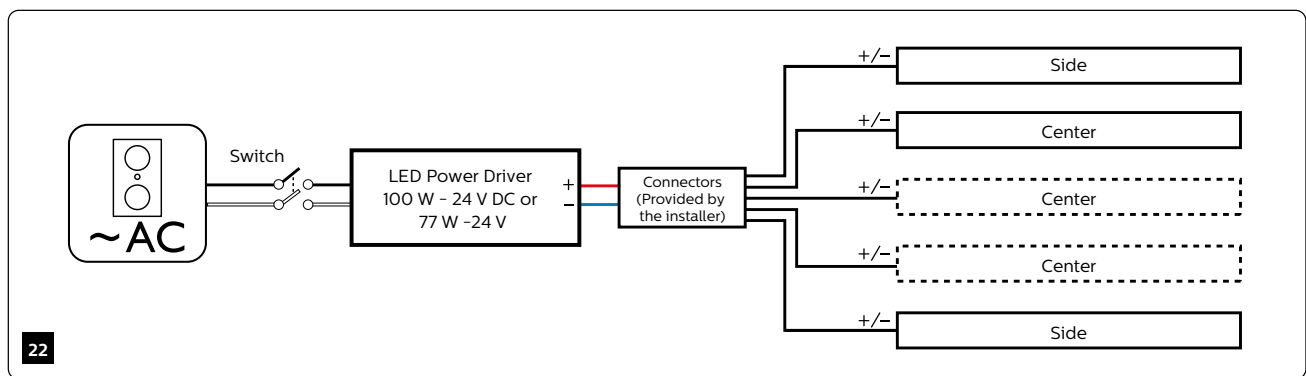 +/−
Side
+/−
Center
Switch
LED Power Driver
100 W - 24 V DC or
77 W -24 V
+
−
Connectors
(Provided by
the installer)
+/−
Center
~AC
+/−
Center
+/−
Side
22